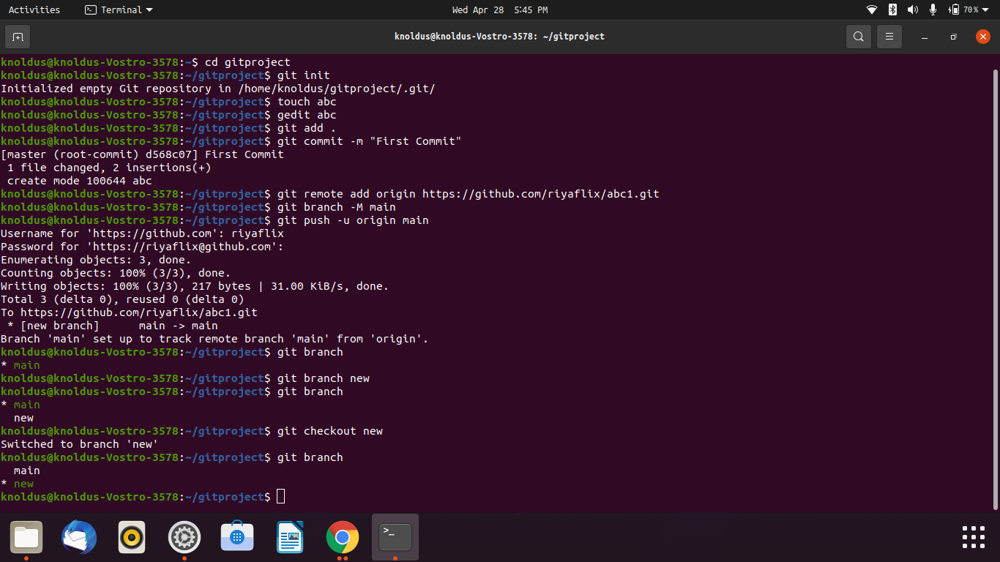 Activities Terminal Wed Apr 28 5:45 PM 70%
knoldus@knoldus-Vostro-3578: ~/gitproject
knoldus@knoldus-Vostro-3578:~$ cd gitproject
knoldus@knoldus-Vostro-3578:~/gitproject$ git init
Initialized empty Git repository in /home/knoldus/gitproject/.git/
knoldus@knoldus-Vostro-3578:~/gitproject$ touch abc
knoldus@knoldus-Vostro-3578:~/gitproject$ gedit abc
knoldus@knoldus-Vostro-3578:~/gitproject$ git add .
knoldus@knoldus-Vostro-3578:~/gitproject$ git commit -m "First Commit"
[master (root-commit) d568c07] First Commit
 1 file changed, 2 insertions(+)
 create mode 100644 abc
knoldus@knoldus-Vostro-3578:~/gitproject$ git remote add origin https://github.com/riyaflix/abc1.git
knoldus@knoldus-Vostro-3578:~/gitproject$ git branch -M main
knoldus@knoldus-Vostro-3578:~/gitproject$ git push -u origin main
Username for 'https://github.com': riyaflix
Password for 'https://riyaflix@github.com':
Enumerating objects: 3, done.
Counting objects: 100% (3/3), done.
Writing objects: 100% (3/3), 217 bytes | 31.00 KiB/s, done.
Total 3 (delta 0), reused 0 (delta 0)
To https://github.com/riyaflix/abc1.git
 * [new branch]      main -> main
Branch 'main' set up to track remote branch 'main' from 'origin'.
knoldus@knoldus-Vostro-3578:~/gitproject$ git branch
* main
knoldus@knoldus-Vostro-3578:~/gitproject$ git branch new
knoldus@knoldus-Vostro-3578:~/gitproject$ git branch
* main
  new
knoldus@knoldus-Vostro-3578:~/gitproject$ git checkout new
Switched to branch 'new'
knoldus@knoldus-Vostro-3578:~/gitproject$ git branch
  main
* new
knoldus@knoldus-Vostro-3578:~/gitproject$